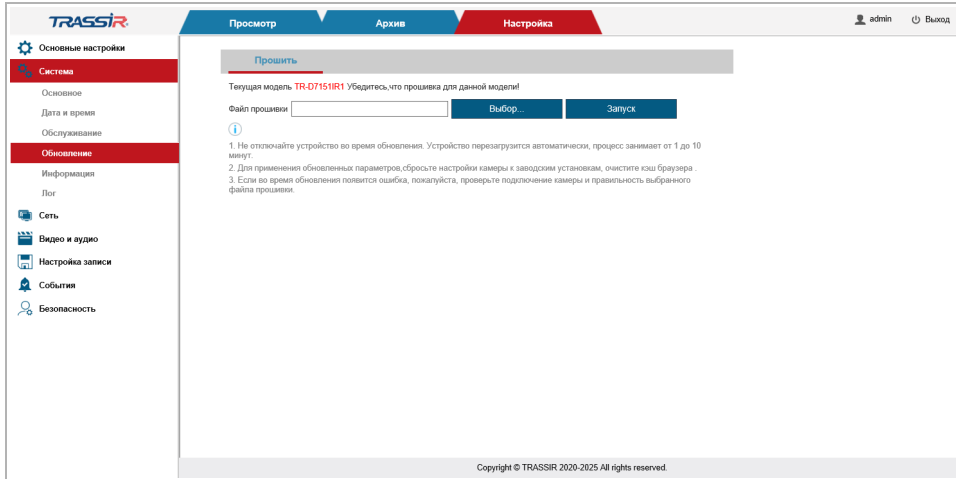 TRASSIR
Просмотр
Архив
Настройка
admin
Выход
Основные настройки
Система
Основное
Дата и время
Обслуживание
Обновление
Информация
Лог
Сеть
Видео и аудио
Настройка записи
События
Безопасность
Прошить
Текущая модель TR-D7151IR1 Убедитесь,что прошивка для данной модели!
Файл прошивки
Выбор...
Запуск
1. Не отключайте устройство во время обновления. Устройство перезагрузится автоматически, процесс занимает от 1 до 10
минут.
2. Для применения обновленных параметров,сбросьте настройки камеры к заводским установкам, очистите кэш браузера .
3. Если во время обновления появится ошибка, пожалуйста, проверьте подключение камеры и правильность выбранного
файла прошивки.
Copyright © TRASSIR 2020-2025 All rights reserved.